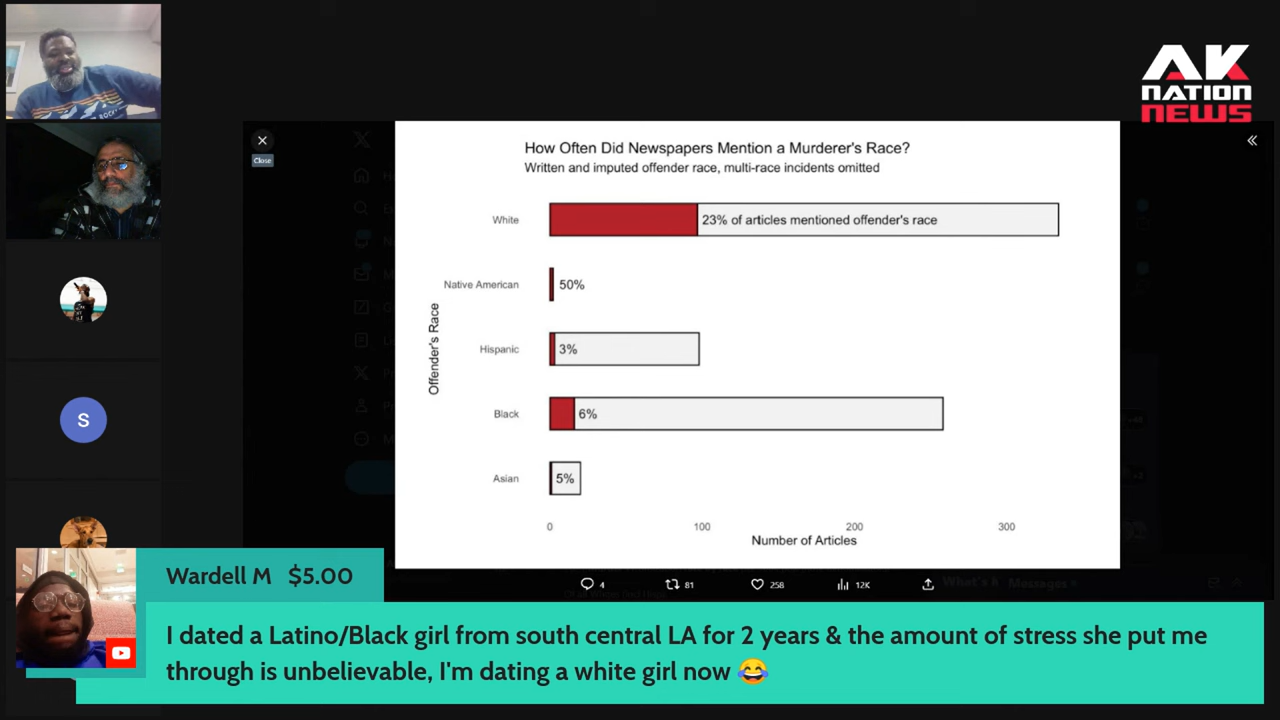 AK
NATION
NEWS
Close
How Often Did Newspapers Mention a Murderer's Race?
Written and imputed offender race, multi-race incidents omitted
Offender's Race
White
23% of articles mentioned offender's race
Native American
50%
Hispanic
3%
Black
6%
Asian
5%
0 100 200 300
Number of Articles
4 81 258 12K
What's h Messages
S
Wardell M $5.00
I dated a Latino/Black girl from south central LA for 2 years & the amount of stress she put me
through is unbelievable, I'm dating a white girl now 😂